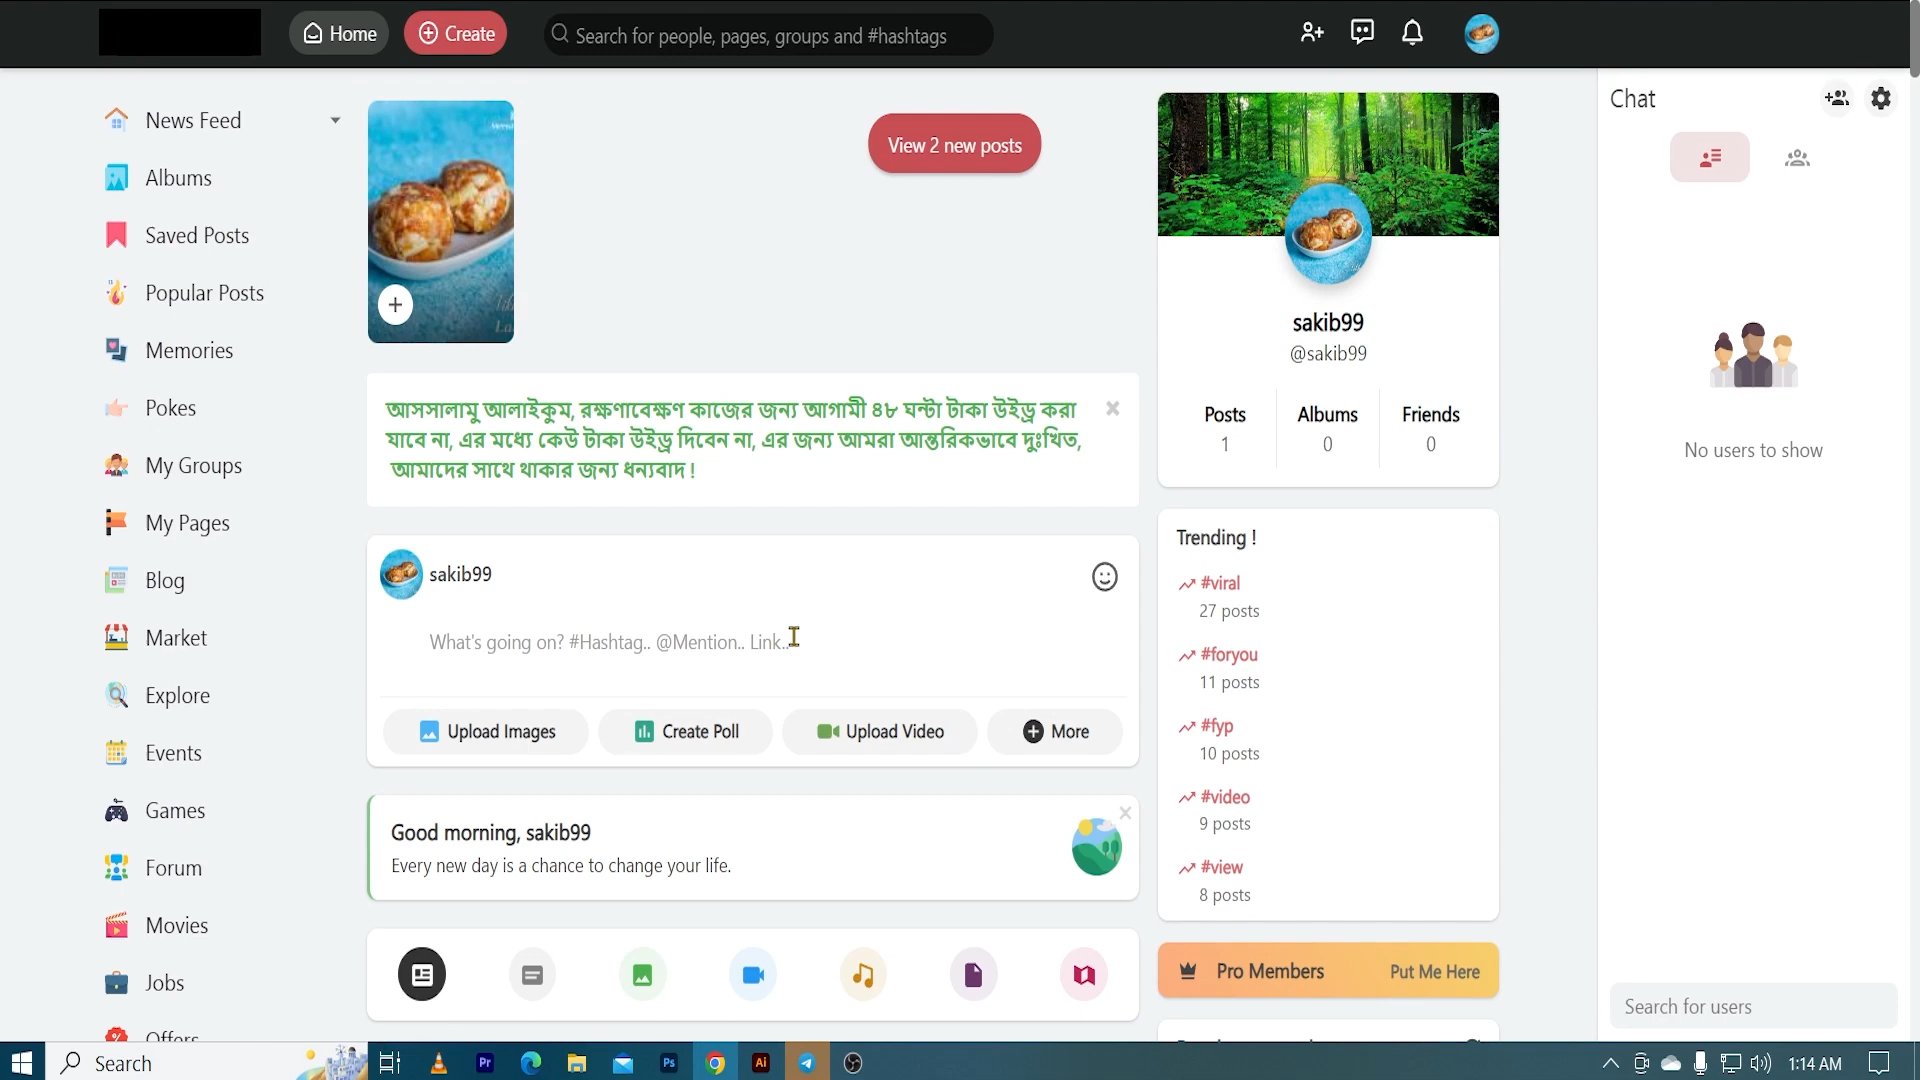 Home
Create
Search for people, pages, groups and #hashtags
News Feed
Albums
Saved Posts
Popular Posts
Memories
Pokes
My Groups
My Pages
Blog
Market
Explore
Events
Games
Forum
Movies
Jobs
Offers
View 2 new posts
আসসালামু আলাইকুম, রক্ষণাবেক্ষণ কাজের জন্য আগামী ৪৮ ঘন্টা টাকা উইড্র করা
যাবে না, এর মধ্যে কেউ টাকা উইড্র দিবেন না, এর জন্য আমরা আন্তরিকভাবে দুঃখিত,
আমাদের সাথে থাকার জন্য ধন্যবাদ !
sakib99
What's going on? #Hashtag.. @Mention.. Link..
Upload Images
Create Poll
Upload Video
More
Good morning, sakib99
Every new day is a chance to change your life.
sakib99
@sakib99
Posts Albums Friends
1 0 0
Trending !
#viral
27 posts
#foryou
11 posts
#fyp
10 posts
#video
9 posts
#view
8 posts
Pro Members
Put Me Here
Chat
No users to show
Search for users
Search
Pr
Ps
Ai
1:14 AM